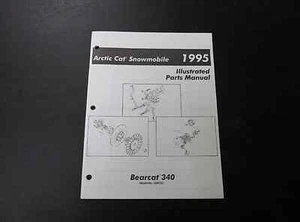 Arctic Cat® Snowmobile 1995
Illustrated
Parts Manual
Bearcat 340